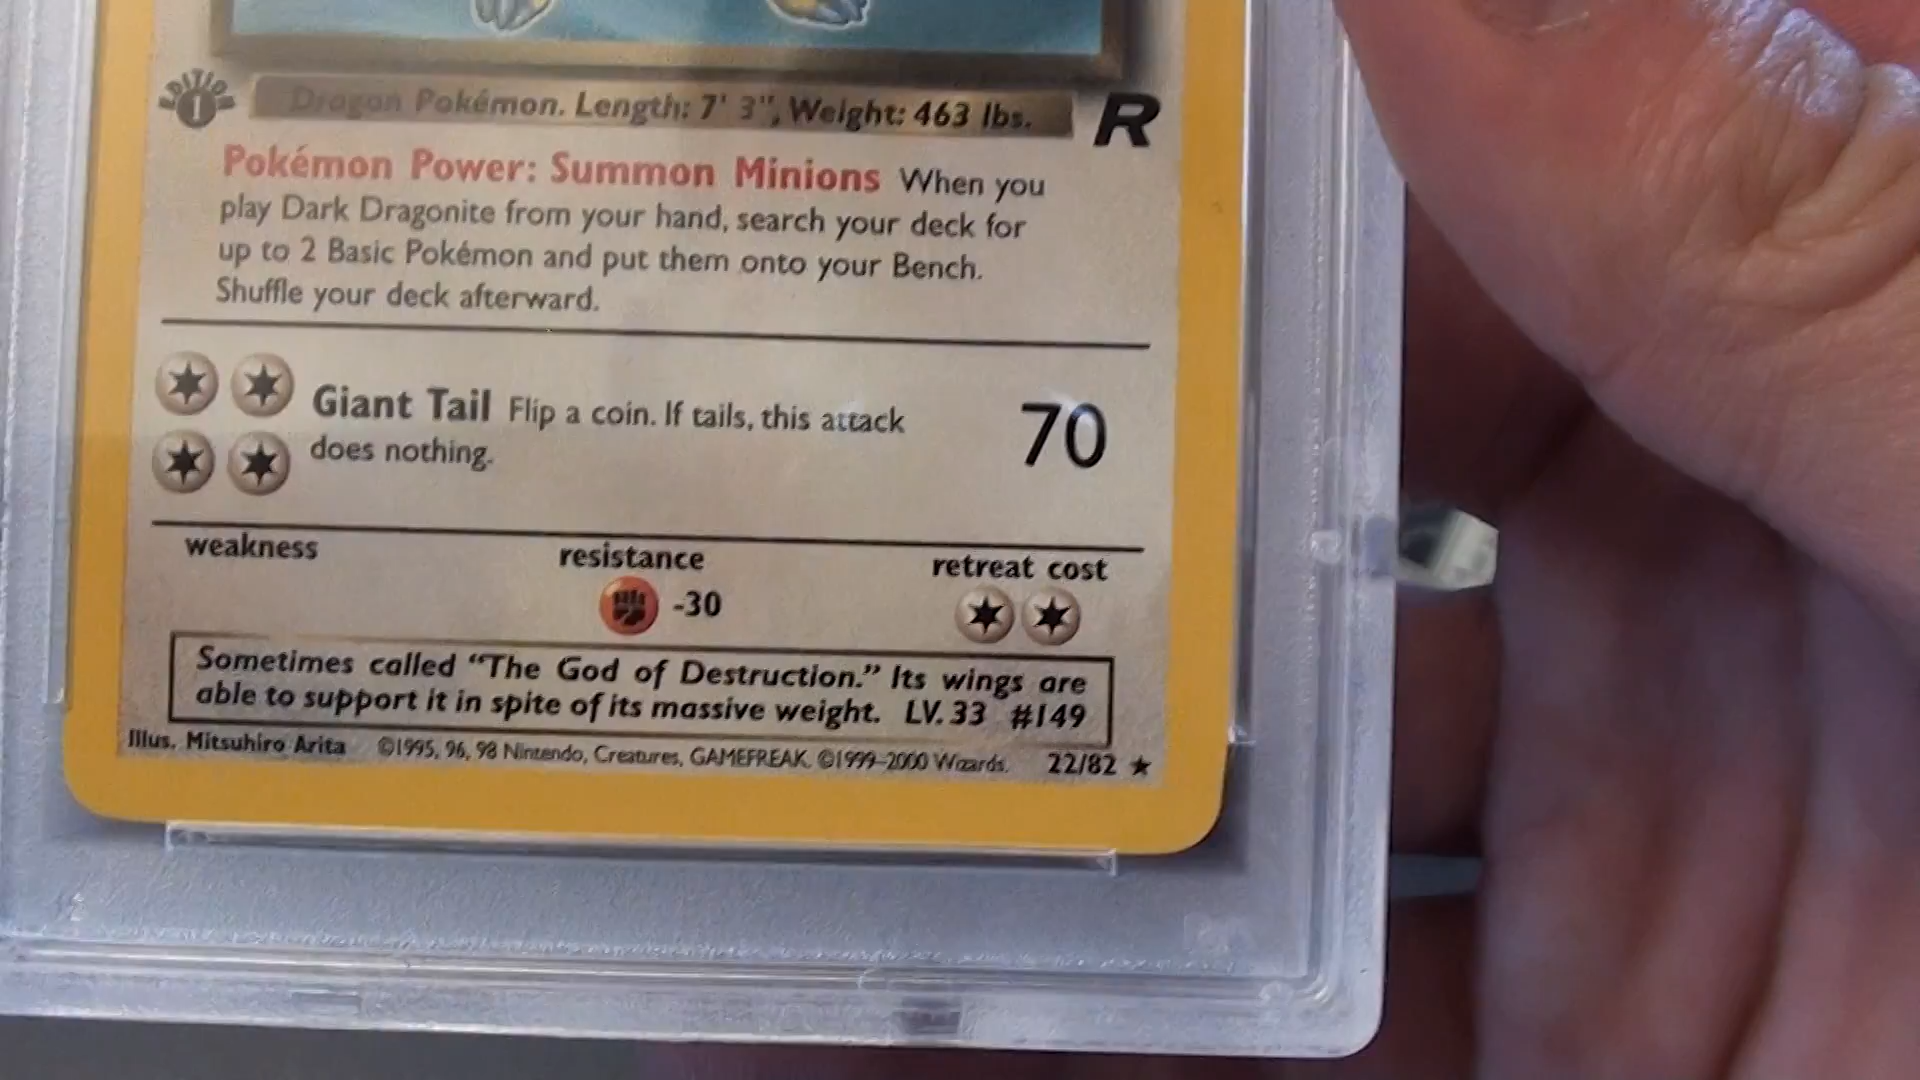 EDITION
1
Dragon Pokémon. Length: 7' 3", Weight: 463 lbs.
R
Pokémon Power: Summon Minions When you
play Dark Dragonite from your hand, search your deck for
up to 2 Basic Pokémon and put them onto your Bench.
Shuffle your deck afterward.
Giant Tail Flip a coin. If tails, this attack
does nothing.
70
weakness
resistance
retreat cost
-30
Sometimes called “The God of Destruction.” Its wings are
able to support it in spite of its massive weight. LV. 33 #149
Illus. Mitsuhiro Arita ©1995, 96, 98 Nintendo, Creatures, GAMEFREAK. ©1999–2000 Wizards. 22/82 ★